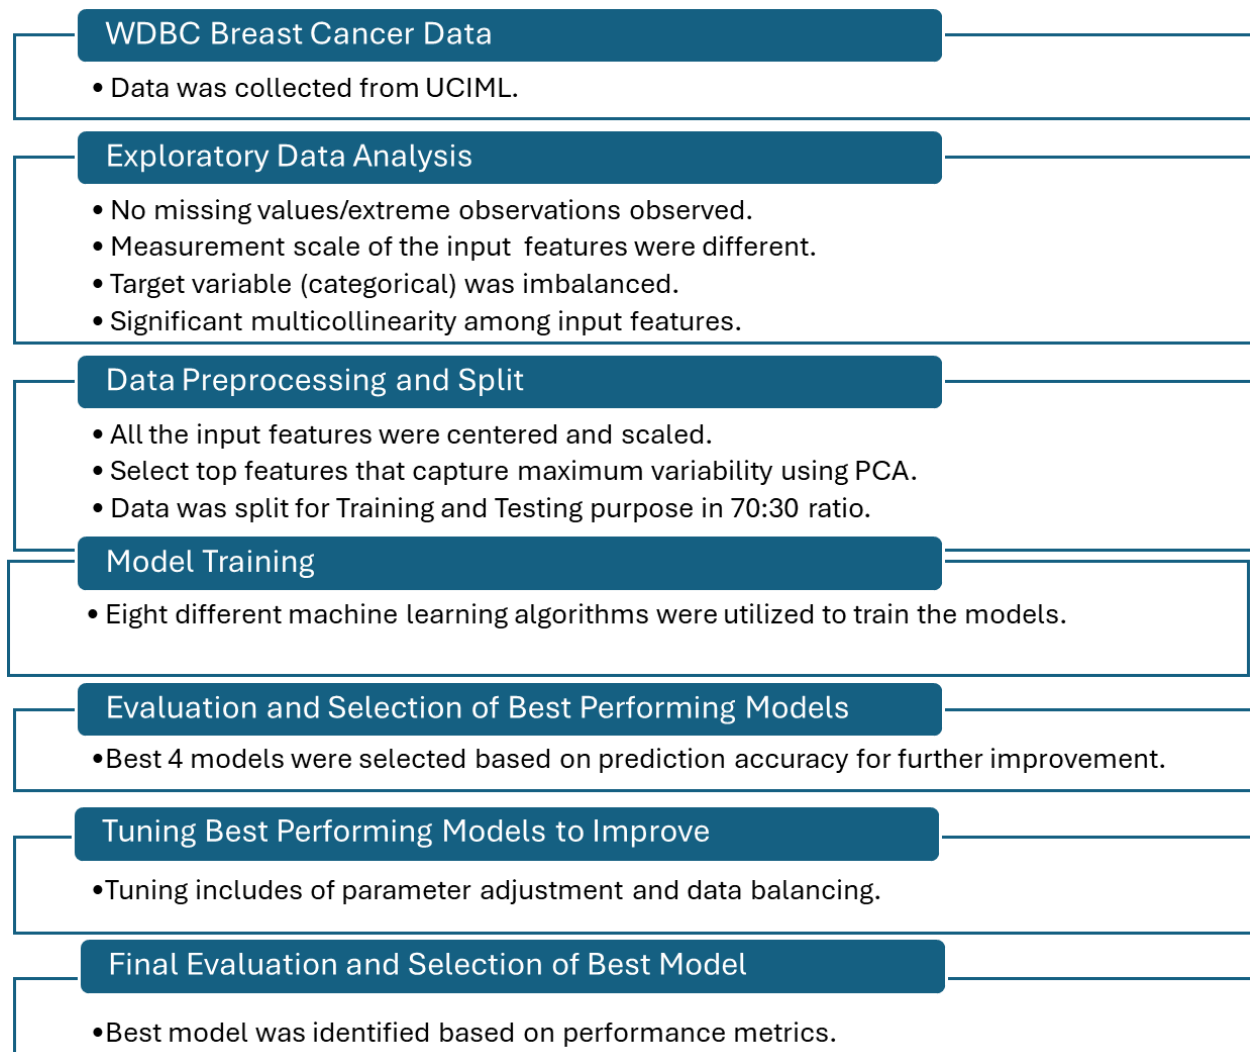 WDBC Breast Cancer Data
• Data was collected from UCIML.
Exploratory Data Analysis
• No missing values/extreme observations observed.
• Measurement scale of the input features were different.
• Target variable (categorical) was imbalanced.
• Significant multicollinearity among input features.
Data Preprocessing and Split
• All the input features were centered and scaled.
• Select top features that capture maximum variability using PCA.
• Data was split for Training and Testing purpose in 70:30 ratio.
Model Training
• Eight different machine learning algorithms were utilized to train the models.
Evaluation and Selection of Best Performing Models
•Best 4 models were selected based on prediction accuracy for further improvement.
Tuning Best Performing Models to Improve
•Tuning includes of parameter adjustment and data balancing.
Final Evaluation and Selection of Best Model
•Best model was identified based on performance metrics.